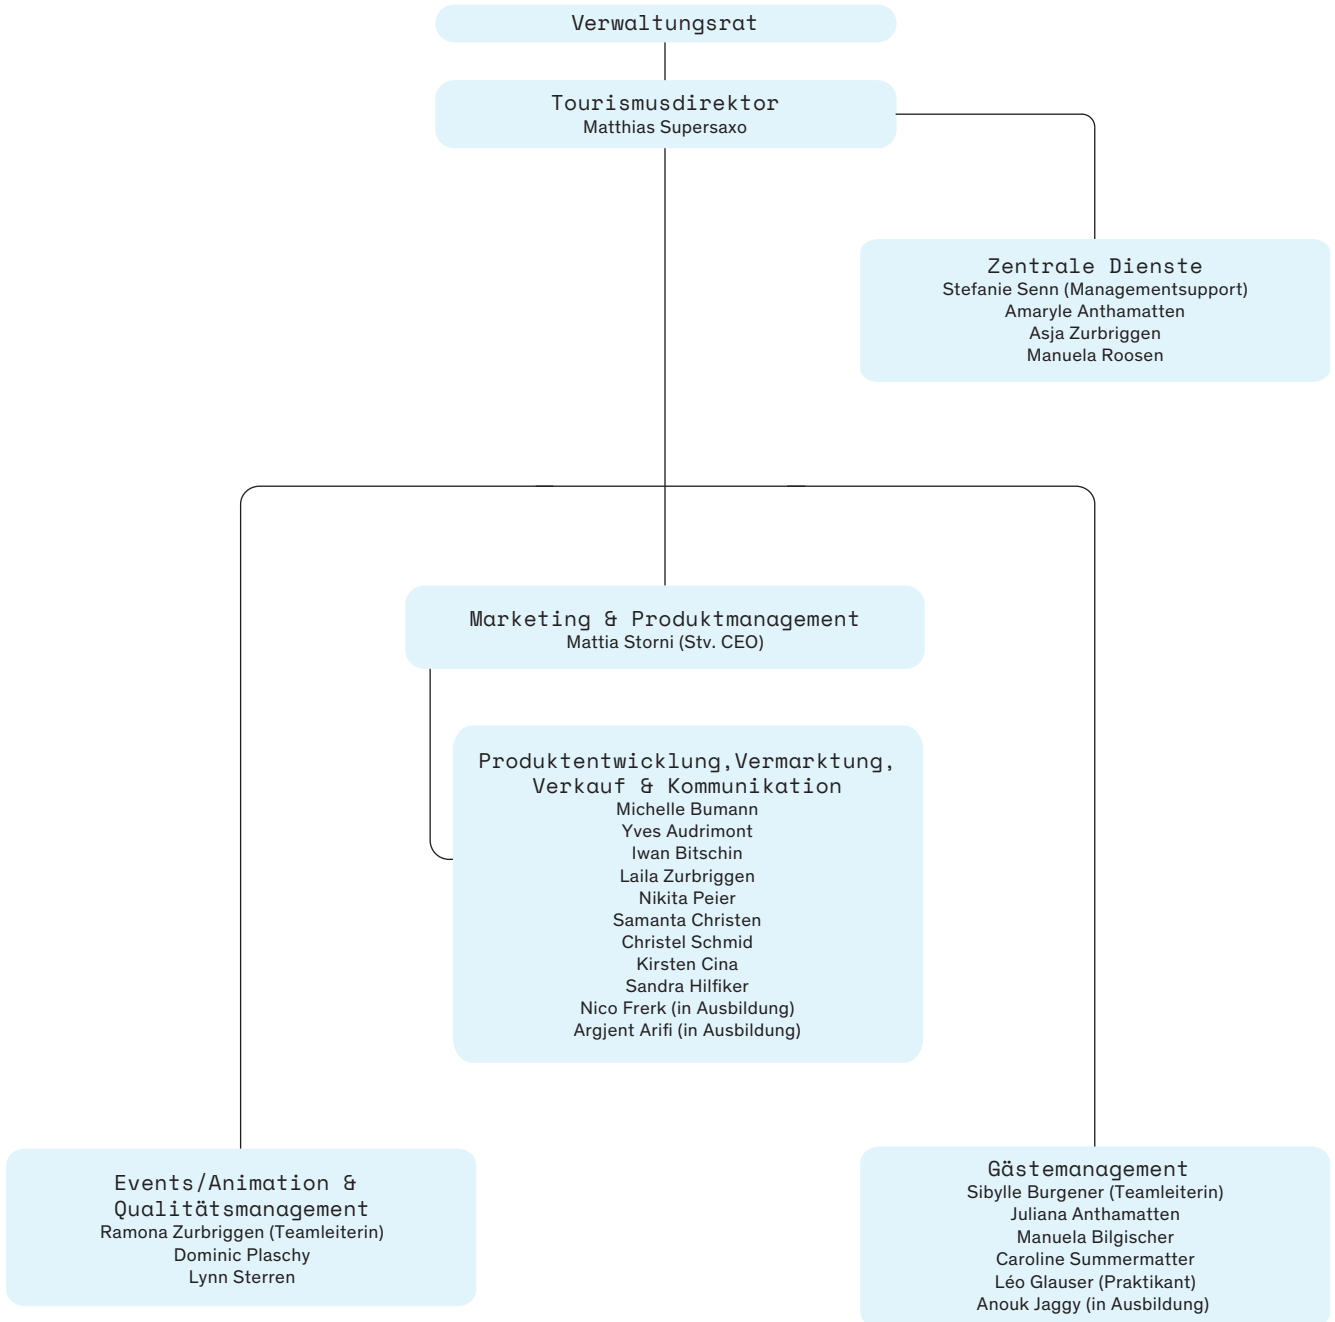 Verwaltungsrat
Tourismusdirektor
Matthias Supersaxo
Zentrale Dienste
Stefanie Senn (Managementsupport)
Amaryle Anthamatten
Asja Zurbriggen
Manuela Roosen
Marketing & Produktmanagement
Mattia Storni (Stv. CEO)
Produktentwicklung,Vermarktung,
Verkauf & Kommunikation
Michelle Bumann
Yves Audrimont
Iwan Bitschin
Laila Zurbriggen
Nikita Peier
Samanta Christen
Christel Schmid
Kirsten Cina
Sandra Hilfiker
Nico Frerk (in Ausbildung)
Argjent Arifi (in Ausbildung)
Events/Animation &
Qualitätsmanagement
Ramona Zurbriggen (Teamleiterin)
Dominic Plaschy
Lynn Sterren
Gästemanagement
Sibylle Burgener (Teamleiterin)
Juliana Anthamatten
Manuela Bilgischer
Caroline Summermatter
Léo Glauser (Praktikant)
Anouk Jaggy (in Ausbildung)